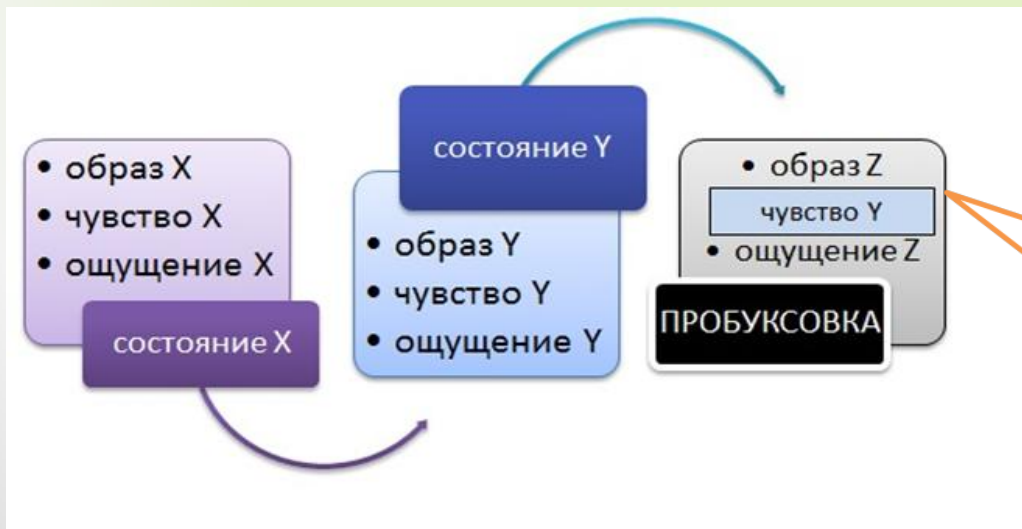 • образ X
• чувство X
• ощущение X
состояние X
состояние Y
• образ Y
• чувство Y
• ощущение Y
• образ Z
чувство Y
• ощущение Z
ПРОБУКСОВКА